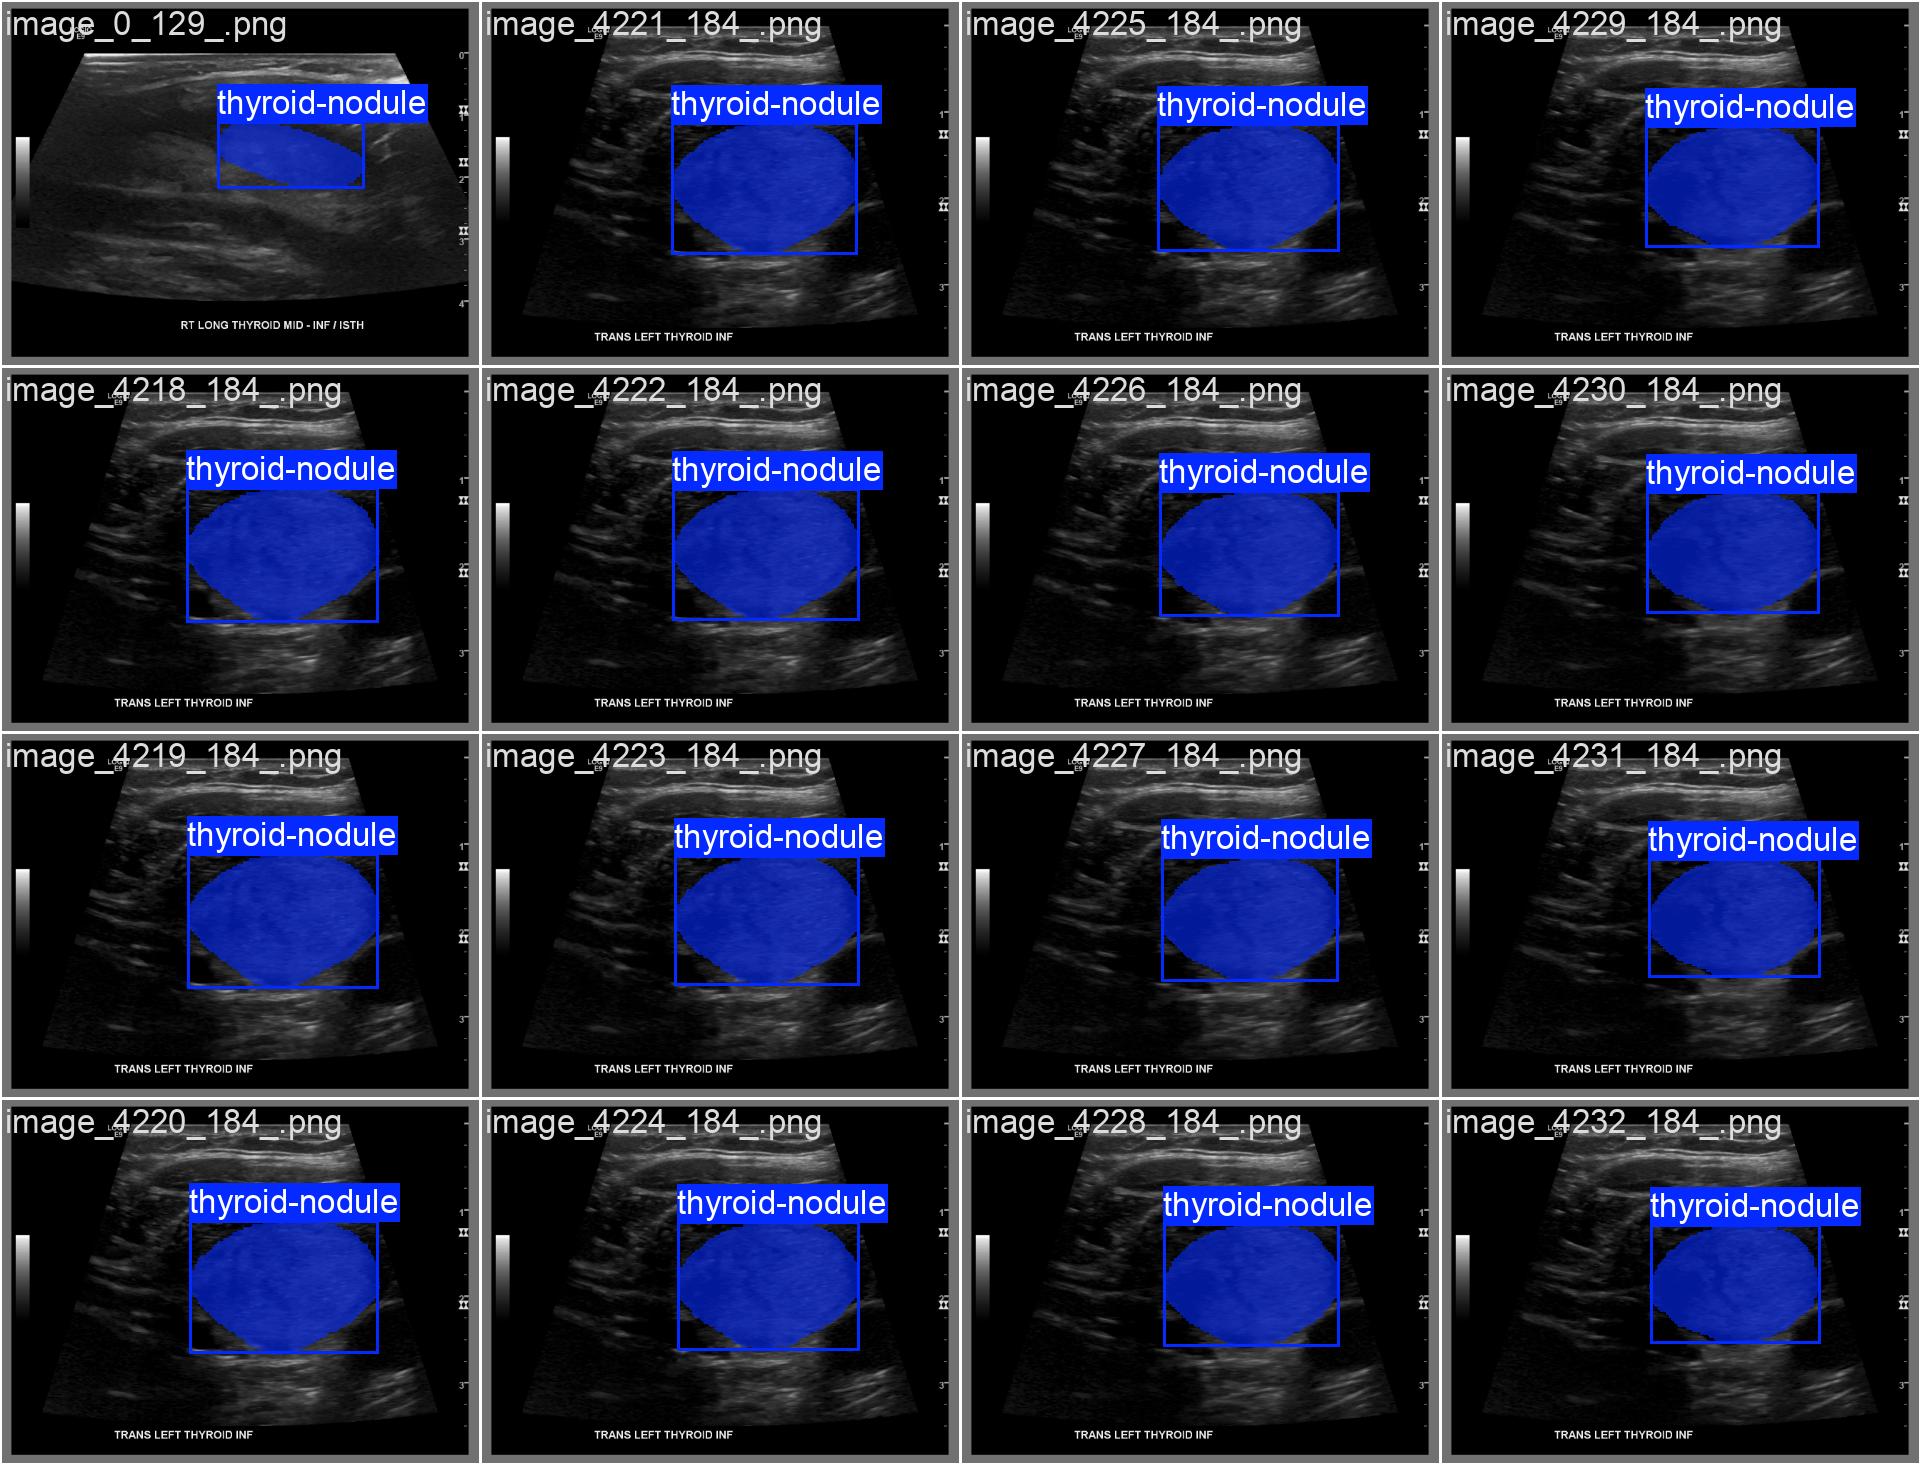 image_0_129_.png
thyroid-nodule
RT LONG THYROID MID - INF / ISTH
image_4221_184_.png
thyroid-nodule
TRANS LEFT THYROID INF
image_4225_184_.png
thyroid-nodule
TRANS LEFT THYROID INF
image_4229_184_.png
thyroid-nodule
TRANS LEFT THYROID INF
image_4218_184_.png
thyroid-nodule
TRANS LEFT THYROID INF
image_4222_184_.png
thyroid-nodule
TRANS LEFT THYROID INF
image_4226_184_.png
thyroid-nodule
TRANS LEFT THYROID INF
image_4230_184_.png
thyroid-nodule
TRANS LEFT THYROID INF
image_4219_184_.png
thyroid-nodule
TRANS LEFT THYROID INF
image_4223_184_.png
thyroid-nodule
TRANS LEFT THYROID INF
image_4227_184_.png
thyroid-nodule
TRANS LEFT THYROID INF
image_4231_184_.png
thyroid-nodule
TRANS LEFT THYROID INF
image_4220_184_.png
thyroid-nodule
TRANS LEFT THYROID INF
image_4224_184_.png
thyroid-nodule
TRANS LEFT THYROID INF
image_4228_184_.png
thyroid-nodule
TRANS LEFT THYROID INF
image_4232_184_.png
thyroid-nodule
TRANS LEFT THYROID INF